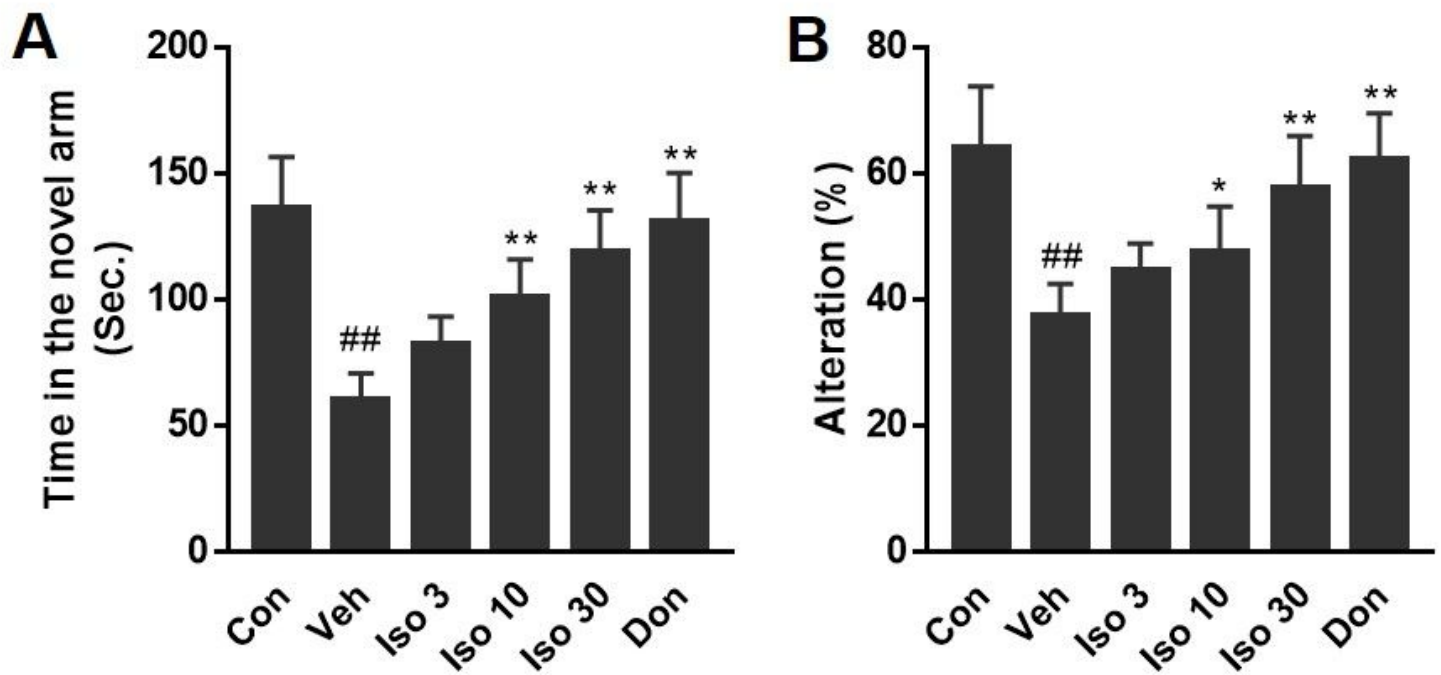 A
Time in the novel arm
(Sec.)
200
150
100
50
0
##
**
**
**
Con
Veh
Iso 3
Iso 10
Iso 30
Don
B
Alteration (%)
80
60
40
20
0
##
*
**
**
Con
Veh
Iso 3
Iso 10
Iso 30
Don